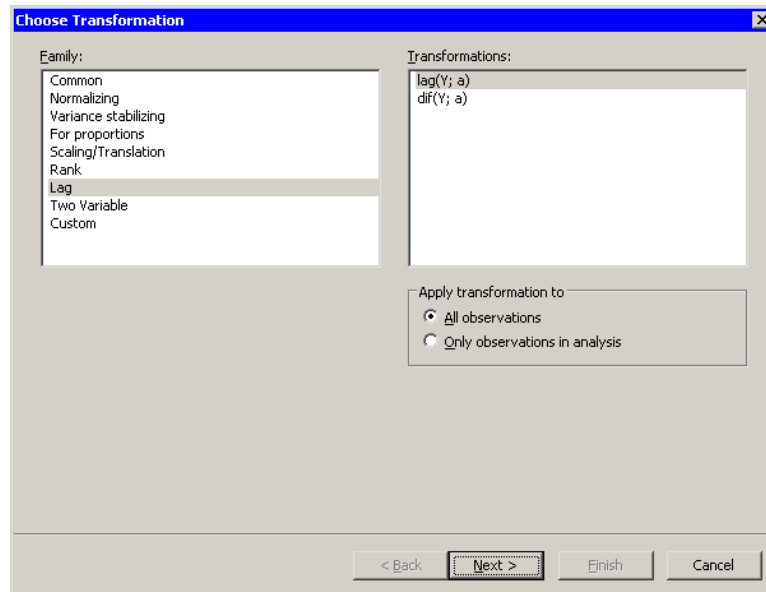 Choose Transformation
Family:
Common
Normalizing
Variance stabilizing
For proportions
Scaling/Translation
Rank
Lag
Two Variable
Custom
Transformations:
lag(Y; a)
dif(Y; a)
Apply transformation to
All observations
Only observations in analysis
< Back
Next >
Finish
Cancel